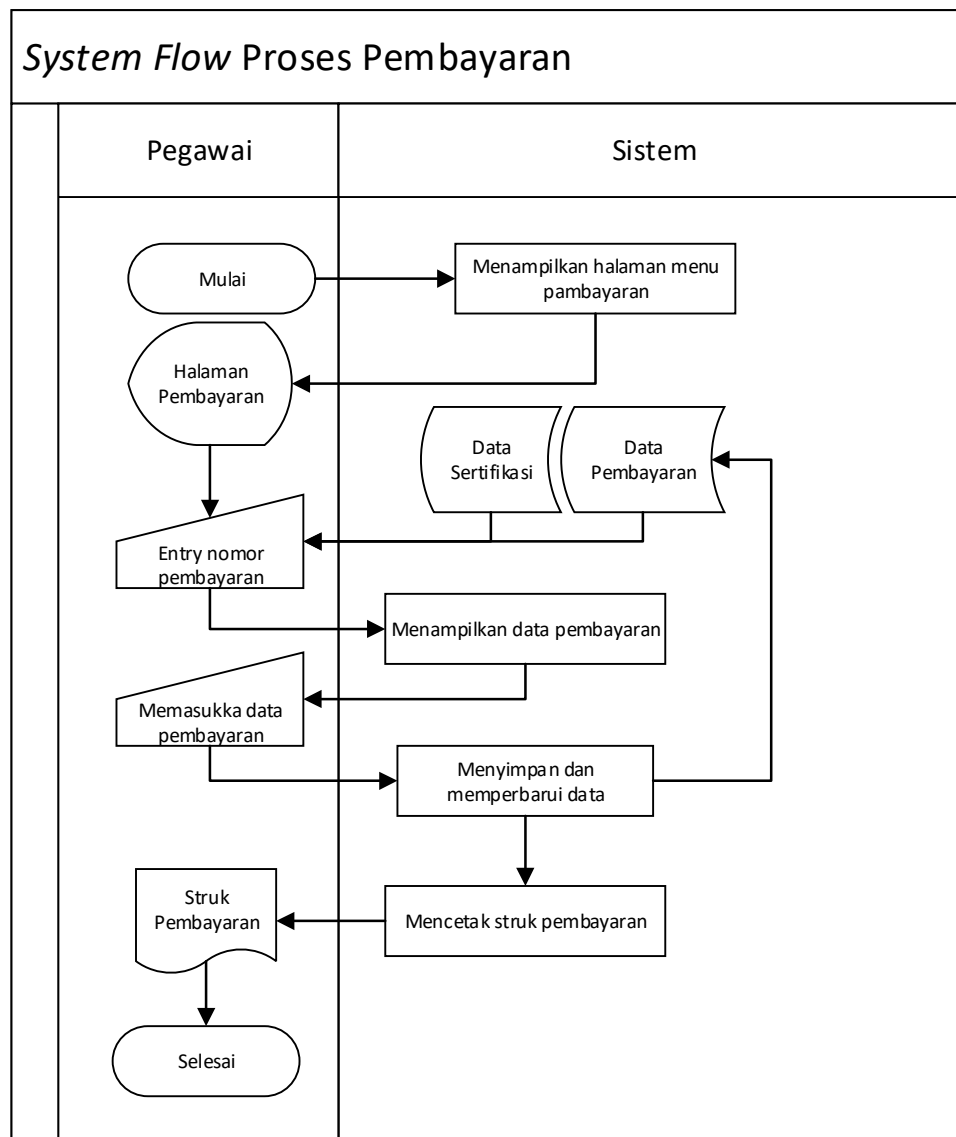 System Flow Proses Pembayaran
Pegawai
Sistem
Mulai
Menampilkan halaman menu
pambayaran
Halaman
Pembayaran
Data
Sertifikasi
Data
Pembayaran
Entry nomor
pembayaran
Menampilkan data pembayaran
Memasukka data
pembayaran
Menyimpan dan
memperbarui data
Struk
Pembayaran
Mencetak struk pembayaran
Selesai